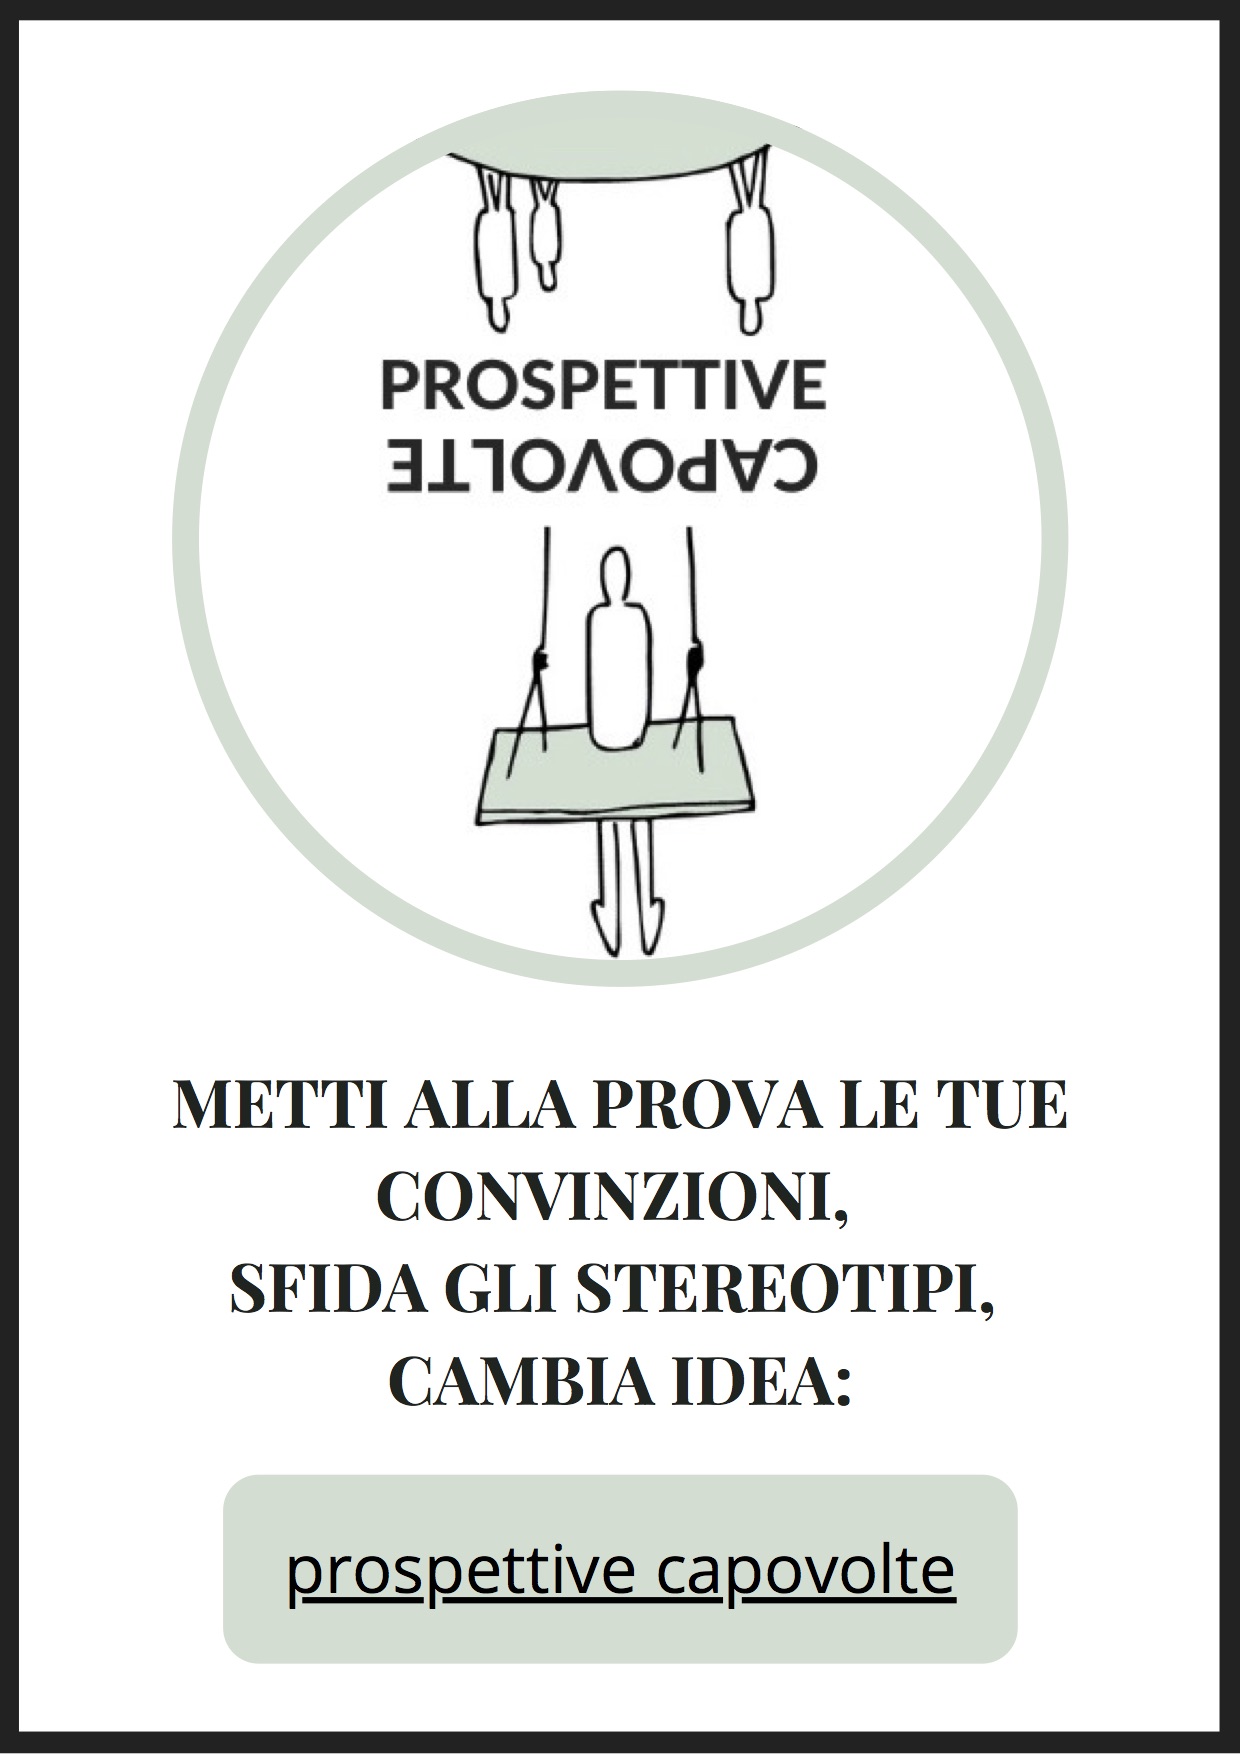 PROSPETTIVE
CAPOVOLTE
METTI ALLA PROVA LE TUE
CONVINZIONI,
SFIDA GLI STEREOTIPI,
CAMBIA IDEA:
prospettive capovolte